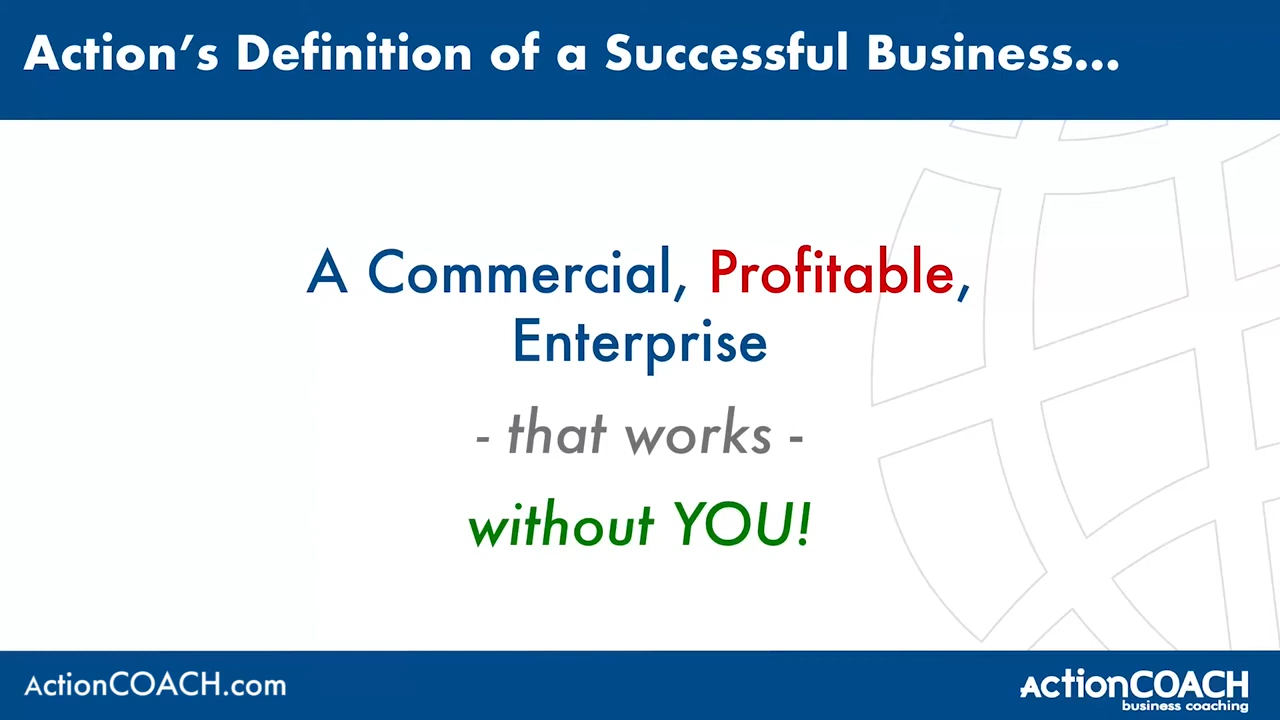 Action’s Definition of a Successful Business...
A Commercial, Profitable,
Enterprise
- that works -
without YOU!
ActionCOACH.com
ActionCOACH
business coaching